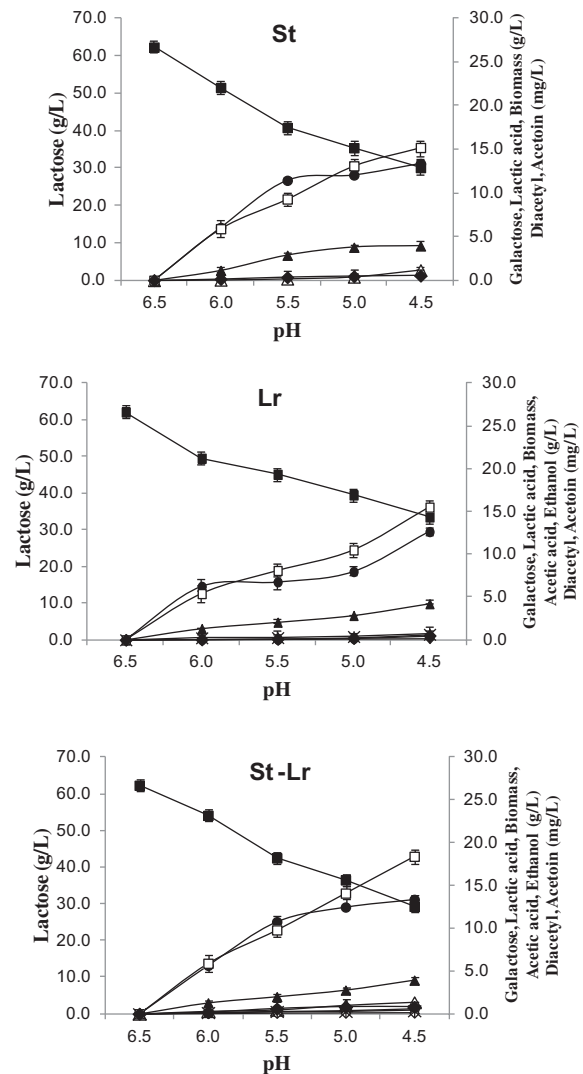 St
70.0
60.0
50.0
40.0
30.0
20.0
10.0
0.0
Lactose (g/L)
30.0
25.0
20.0
15.0
10.0
5.0
0.0
Galactose, Lactic acid, Biomass (g/L)
Diacetyl, Acetoin (mg/L)
6.5 6.0 5.5 5.0 4.5
pH
Lr
70.0
60.0
50.0
40.0
30.0
20.0
10.0
0.0
Lactose (g/L)
30.0
25.0
20.0
15.0
10.0
5.0
0.0
Galactose, Lactic acid, Biomass,
Acetic acid, Ethanol (g/L)
Diacetyl, Acetoin (mg/L)
6.5 6.0 5.5 5.0 4.5
pH
St-Lr
70.0
60.0
50.0
40.0
30.0
20.0
10.0
0.0
Lactose (g/L)
30.0
25.0
20.0
15.0
10.0
5.0
0.0
Galactose, Lactic acid, Biomass,
Acetic acid, Ethanol (g/L)
Diacetyl, Acetoin (mg/L)
6.5 6.0 5.5 5.0 4.5
pH